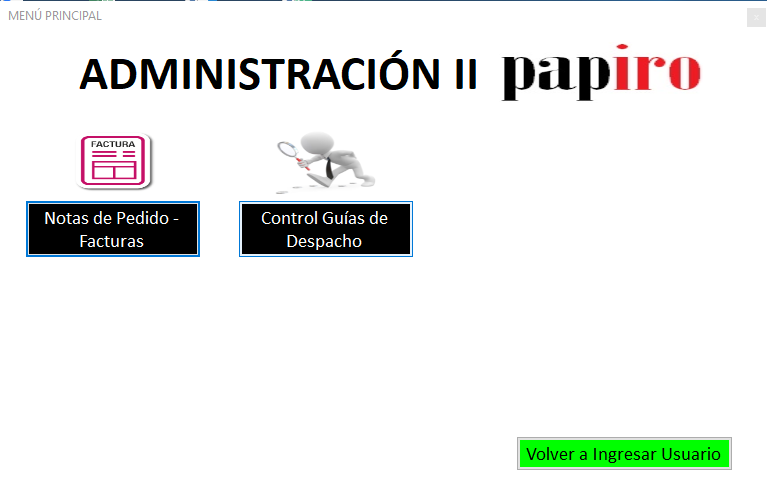 MENÚ PRINCIPAL
x
ADMINISTRACIÓN II papiro
FACTURA
Notas de Pedido -
Facturas
Control Guías de
Despacho
Volver a Ingresar Usuario